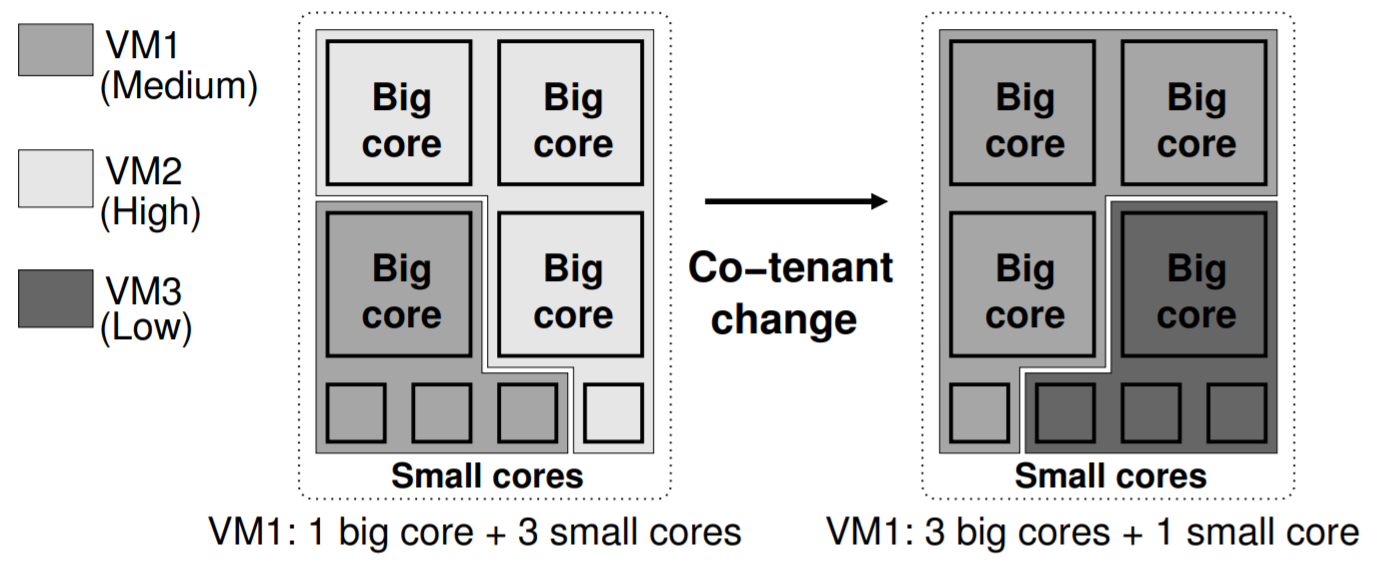 VM1
(Medium)
VM2
(High)
VM3
(Low)
Big
core
Big
core
Big
core
Big
core
Small cores
VM1: 1 big core + 3 small cores
Co−tenant
change
Big
core
Big
core
Big
core
Big
core
Small cores
VM1: 3 big cores + 1 small core